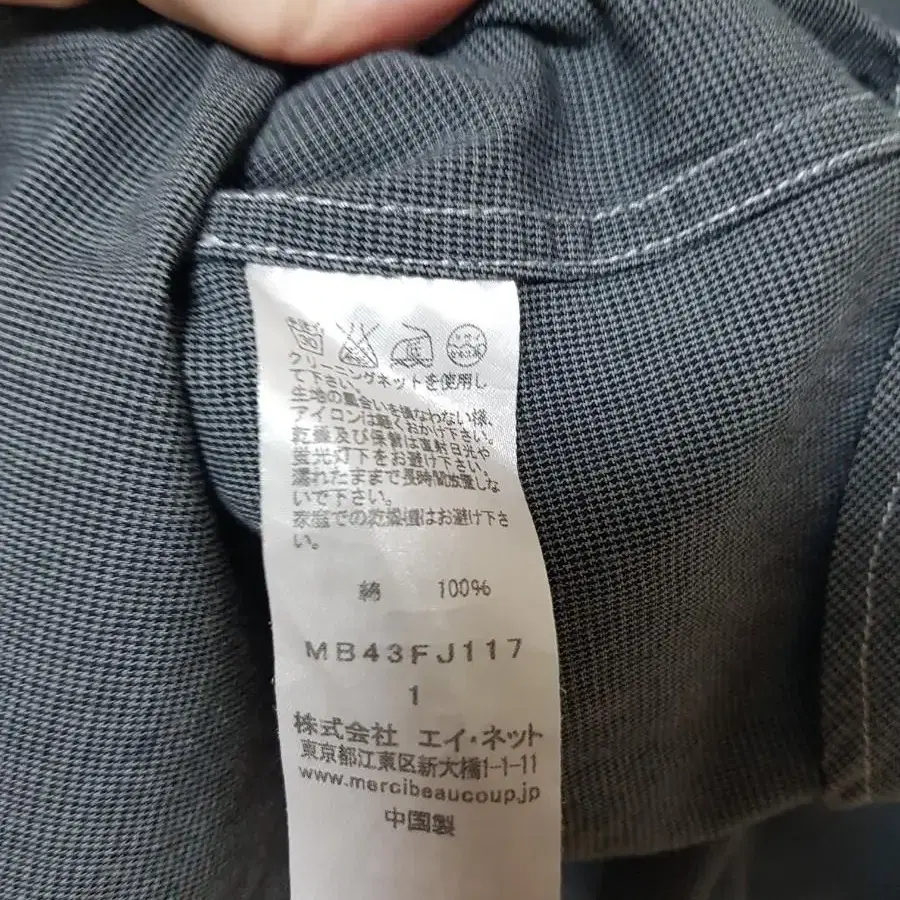 クリーニングネットを使用し
て下さい。
生地の風合いを損なわない様、
アイロンは軽くおかけ下さい。
乾燥及び保管は直射日光や
蛍光灯下をお避け下さい。
濡れたままで長時間放置しな
いで下さい。
家庭での乾燥機はお避け下さ
い。
綿 100%
MB43FJ117
1
株式会社 エイ・ネット
東京都江東区新大橋1-1-11
www.mercibeaucoup.jp
中国製